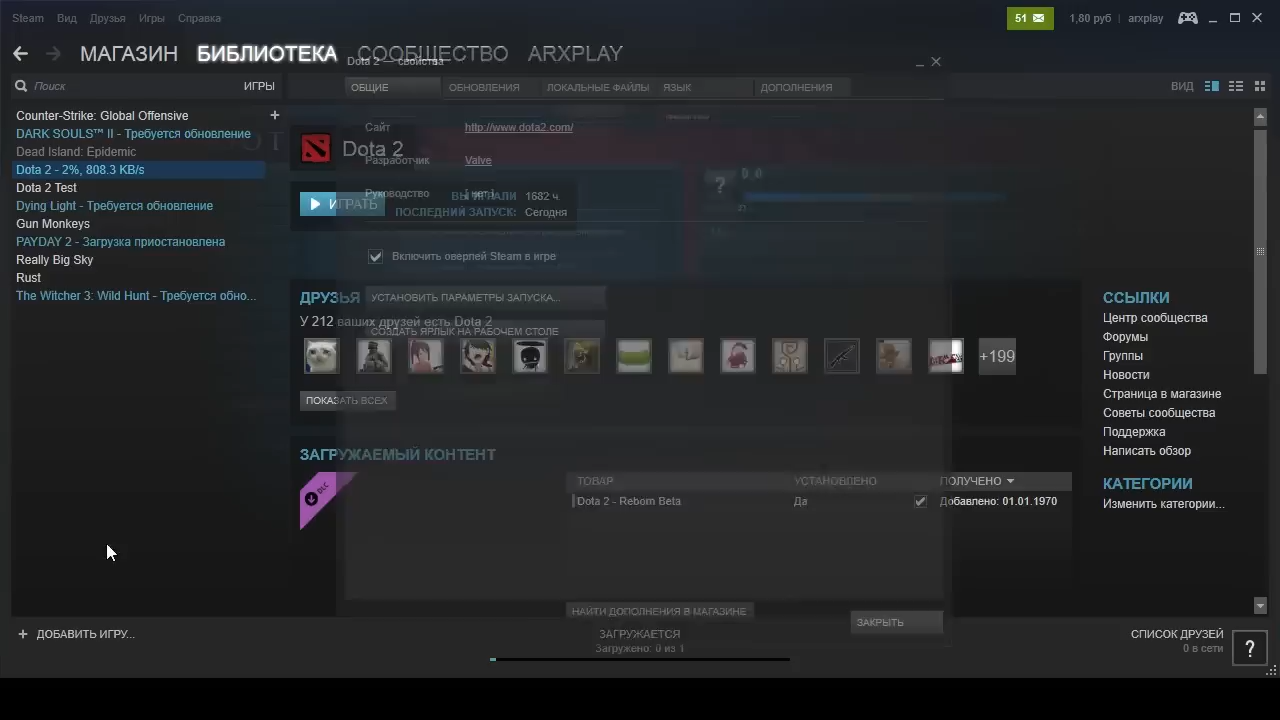 Steam Вид Друзья Игры Справка
51
1,80 руб
arxplay
МАГАЗИН БИБЛИОТЕКА СООБЩЕСТВО ARXPLAY
Dota 2 — свойства
Поиск
ИГРЫ
ОБЩИЕ
ОБНОВЛЕНИЯ
ЛОКАЛЬНЫЕ ФАЙЛЫ
ЯЗЫК
ДОПОЛНЕНИЯ
ВИД
Counter-Strike: Global Offensive
DARK SOULS™ II - Требуется обновление
Dead Island: Epidemic
Dota 2 - 2%, 808.3 KB/s
Dota 2 Test
Dying Light - Требуется обновление
Gun Monkeys
PAYDAY 2 - Загрузка приостановлена
Really Big Sky
Rust
The Witcher 3: Wild Hunt - Требуется обно...
Сайт
http://www.dota2.com/
Dota 2
Разработчик
Valve
Руководство
[ нет ]
ИГРАТЬ
ВЫ ИГРАЛИ 1682 ч.
ПОСЛЕДНИЙ ЗАПУСК: Сегодня
Включить оверлей Steam в игре
УСТАНОВИТЬ ПАРАМЕТРЫ ЗАПУСКА...
ДРУЗЬЯ
У 212 ваших друзей есть Dota 2
СОЗДАТЬ ЯРЛЫК НА РАБОЧЕМ СТОЛЕ
+199
ПОКАЗАТЬ ВСЕХ
ЗАГРУЖАЕМЫЙ КОНТЕНТ
DLC
ТОВАР
УСТАНОВЛЕНО
ПОЛУЧЕНО
Dota 2 - Reborn Beta
Да
Добавлено: 01.01.1970
НАЙТИ ДОПОЛНЕНИЯ В МАГАЗИНЕ
ЗАКРЫТЬ
ССЫЛКИ
Центр сообщества
Форумы
Группы
Новости
Страница в магазине
Советы сообщества
Поддержка
Написать обзор
КАТЕГОРИИ
Изменить категории...
ДОБАВИТЬ ИГРУ...
ЗАГРУЖАЕТСЯ
Загружено: 0 из 1
СПИСОК ДРУЗЕЙ
0 в сети
?